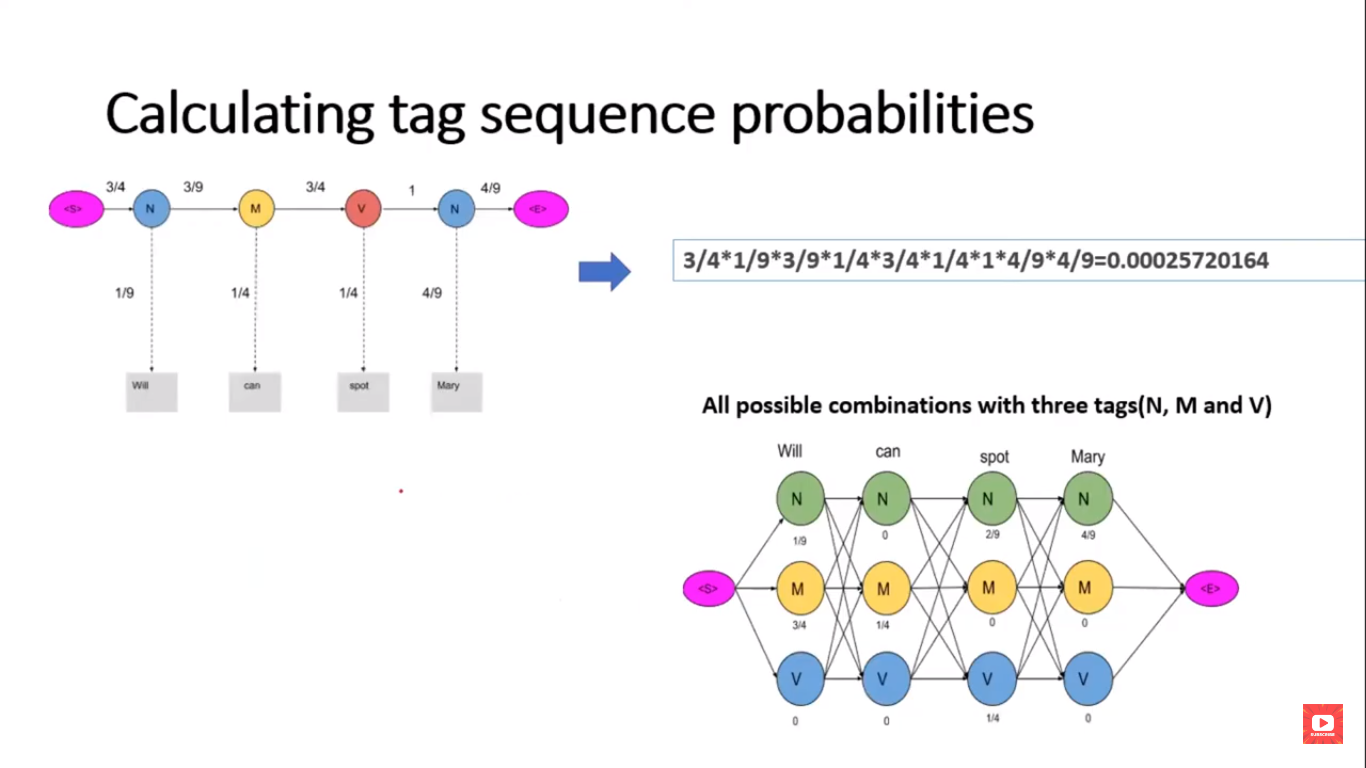 Calculating tag sequence probabilities
3/4 3/9 3/4 1 4/9
<S> N M V N <E>
1/9 1/4 1/4 4/9
Will can spot Mary
3/4*1/9*3/9*1/4*3/4*1/4*1*4/9*4/9=0.00025720164
All possible combinations with three tags(N, M and V)
Will can spot Mary
N N N N
1/9 0 2/9 4/9
<S> M M M M <E>
3/4 1/4 0 0
V V V V
0 0 1/4 0
SUBSCRIBE